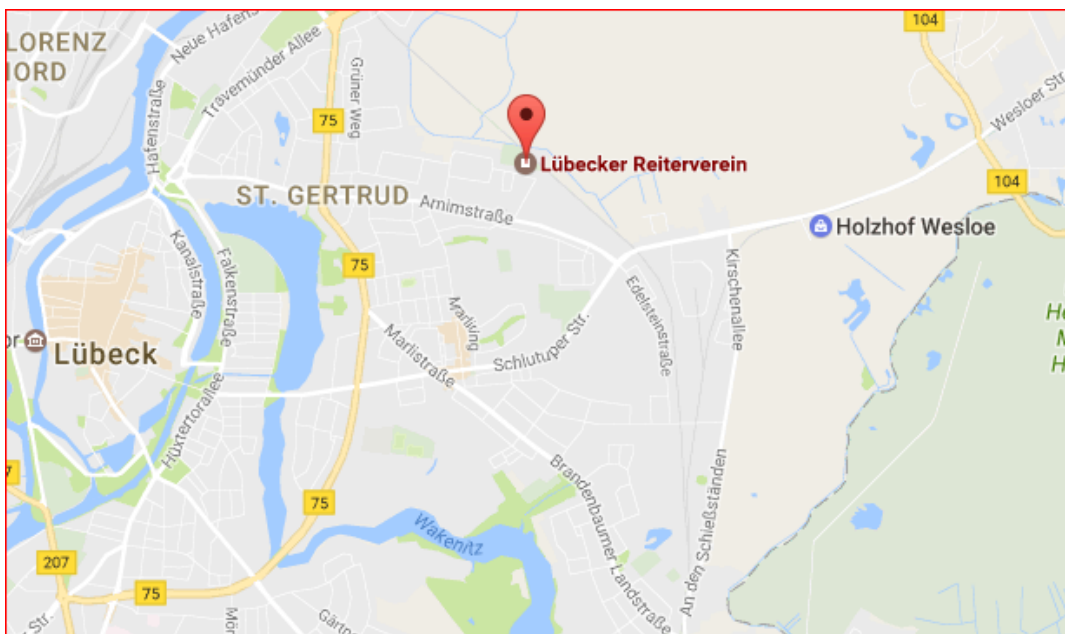 LORENZ
NORD
Neue Hafens
Travemünder Allee
Hafenstraße
Grüner Weg
75
104
Wesloer Str.
Lübecker Reiterverein
104
ST. GERTRUD
Arnimstraße
Holzhof Wesloe
Kanalstraße
Falkenstraße
75
Kirschenallee
Edelsteinstraße
Marliring
Schlutuper Str.
Lübeck
Marlistraße
Hüxtertorallee
Brandenbaumer Landstraße
An den Schießständen
75
Wakenitz
207
75
Str.